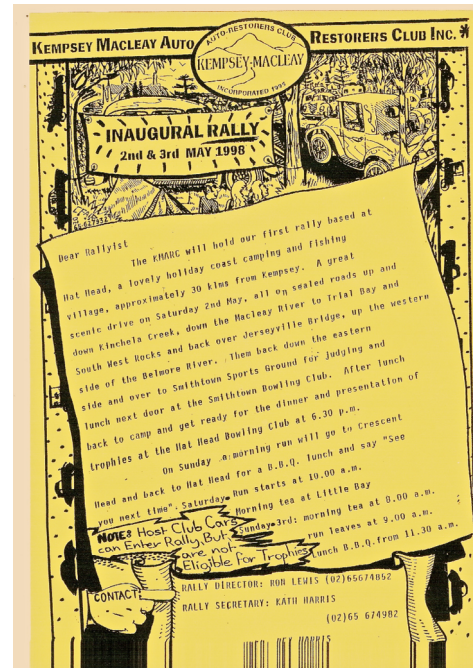 KEMPSEY MACLEAY AUTO RESTORERS CLUB INC.*
AUTO-RESTORERS CLUB
KEMPSEY-MACLEAY
INCORPORATED 1995
INAUGURAL RALLY
2nd & 3rd MAY 1998
Dear Rallyist
The KMARC will hold our first rally based at
Hat Head, a lovely holiday coast camping and fishing
village, approximately 30 klms from Kempsey. A great
scenic drive on Saturday 2nd May, all on sealed roads up and
down Kinchela Creek, down the Macleay River to Trial Bay and
South West Rocks and back over Jerseyville Bridge, up the western
side of the Belmore River. Them back down the eastern
side and over to Smithtown Sports Ground for judging and
lunch next door at the Smithtown Bowling Club. After lunch
back to camp and get ready for the dinner and presentation of
trophies at the Hat Head Bowling Club at 6.30 p.m.
On Sunday morning run will go to Crescent
Head and back to Hat Head for a B.B.Q. lunch and say "See
you next time". Saturday. Run starts at 10.00 a.m.
Morning tea at Little Bay
Sunday 3rd: morning tea at 8.00 a.m.
run leaves at 9.00 a.m.
lunch B.B.Q. from 11.30 a.m.
NOTE: Host Club Cars
can Enter Rally, But
are not
Eligible for Trophies
CONTACT:
RALLY DIRECTOR: RON LEWIS (02)65674852
RALLY SECRETARY: KATH HARRIS
(02)65 674982